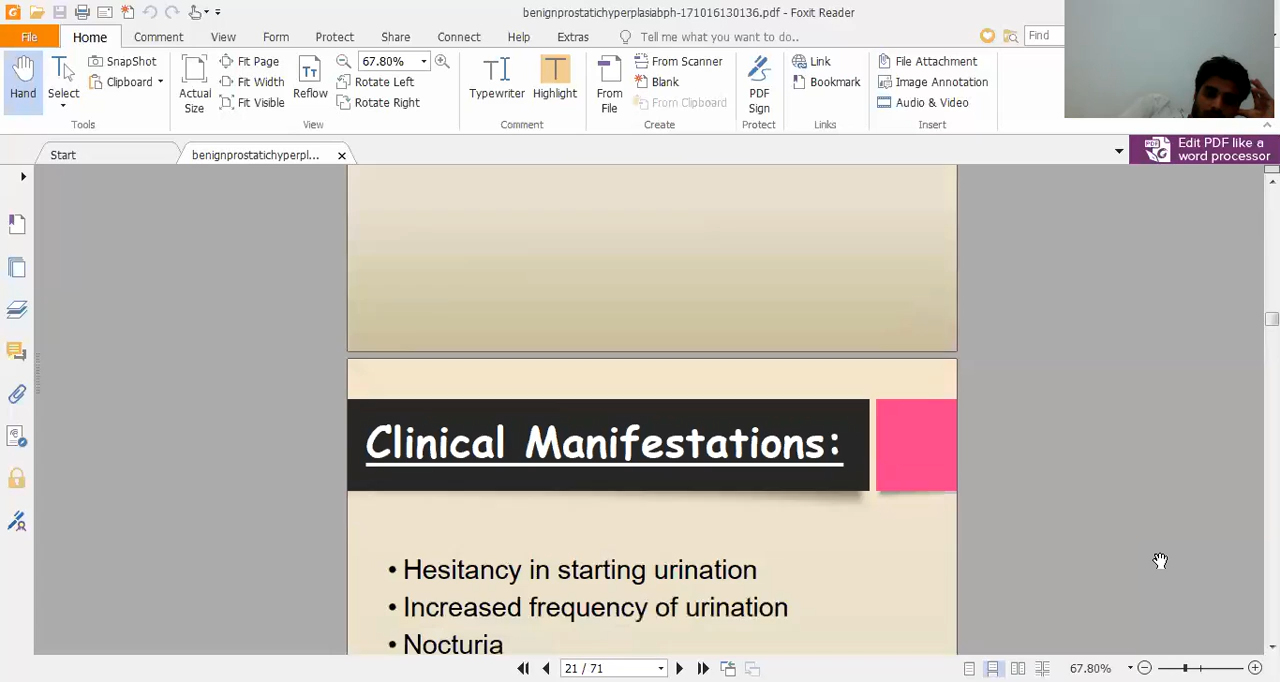 benignprostatichyperplasiabph-171016130136.pdf - Foxit Reader
File Home Comment View Form Protect Share Connect Help Extras Tell me what you want to do.. Find
Hand
Select
SnapShot
Clipboard
Tools
Actual Size
Fit Page
Fit Width
Fit Visible
Reflow
67.80%
Rotate Left
Rotate Right
View
Typewriter
Highlight
Comment
From File
From Scanner
Blank
From Clipboard
Create
PDF Sign
Protect
Link
Bookmark
Links
File Attachment
Image Annotation
Audio & Video
Insert
Start
benignprostatichyperpl...
Edit PDF like a
word processor
Clinical Manifestations:
• Hesitancy in starting urination
• Increased frequency of urination
• Nocturia
21 / 71
67.80%